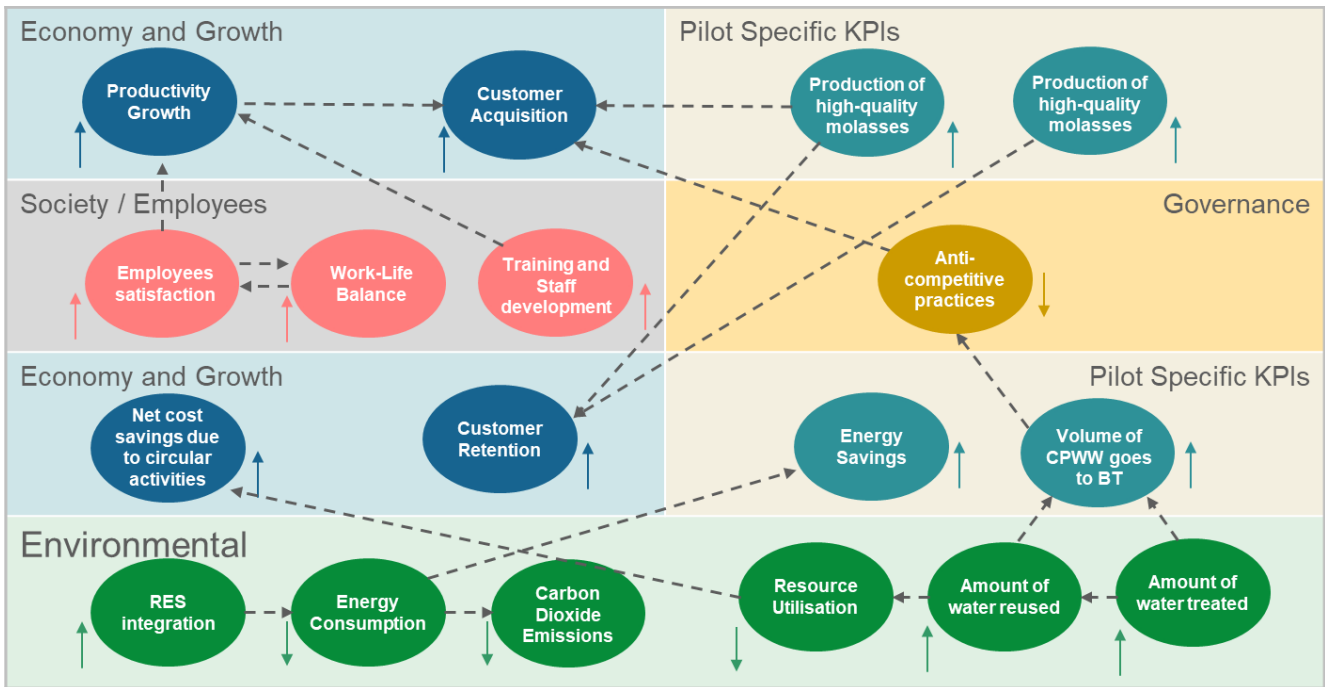 Economy and Growth
Pilot Specific KPIs
Productivity
Growth
Customer
Acquisition
Production of
high-quality
molasses
Production of
high-quality
molasses
Society / Employees
Governance
Employees
satisfaction
Work-Life
Balance
Training and
Staff
development
Anti-
competitive
practices
Economy and Growth
Pilot Specific KPIs
Net cost
savings due
to circular
activities
Customer
Retention
Energy
Savings
Volume of
CPWW goes
to BT
Environmental
RES
integration
Energy
Consumption
Carbon
Dioxide
Emissions
Resource
Utilisation
Amount of
water reused
Amount of
water treated